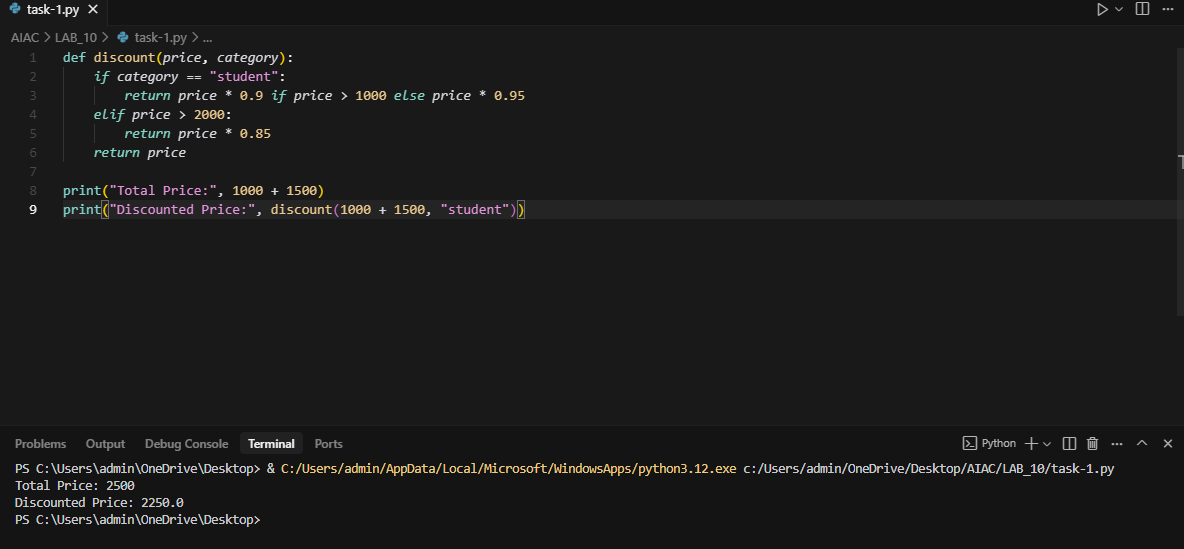 task-1.py
AIAC > LAB_10 > task-1.py > ...
1 def discount(price, category):
2     if category == "student":
3         return price * 0.9 if price > 1000 else price * 0.95
4     elif price > 2000:
5         return price * 0.85
6     return price
7
8 print("Total Price:", 1000 + 1500)
9 print("Discounted Price:", discount(1000 + 1500, "student"))
Problems Output Debug Console Terminal Ports Python
PS C:\Users\admin\OneDrive\Desktop> & C:/Users/admin/AppData/Local/Microsoft/WindowsApps/python3.12.exe c:/Users/admin/OneDrive/Desktop/AIAC/LAB_10/task-1.py
Total Price: 2500
Discounted Price: 2250.0
PS C:\Users\admin\OneDrive\Desktop>